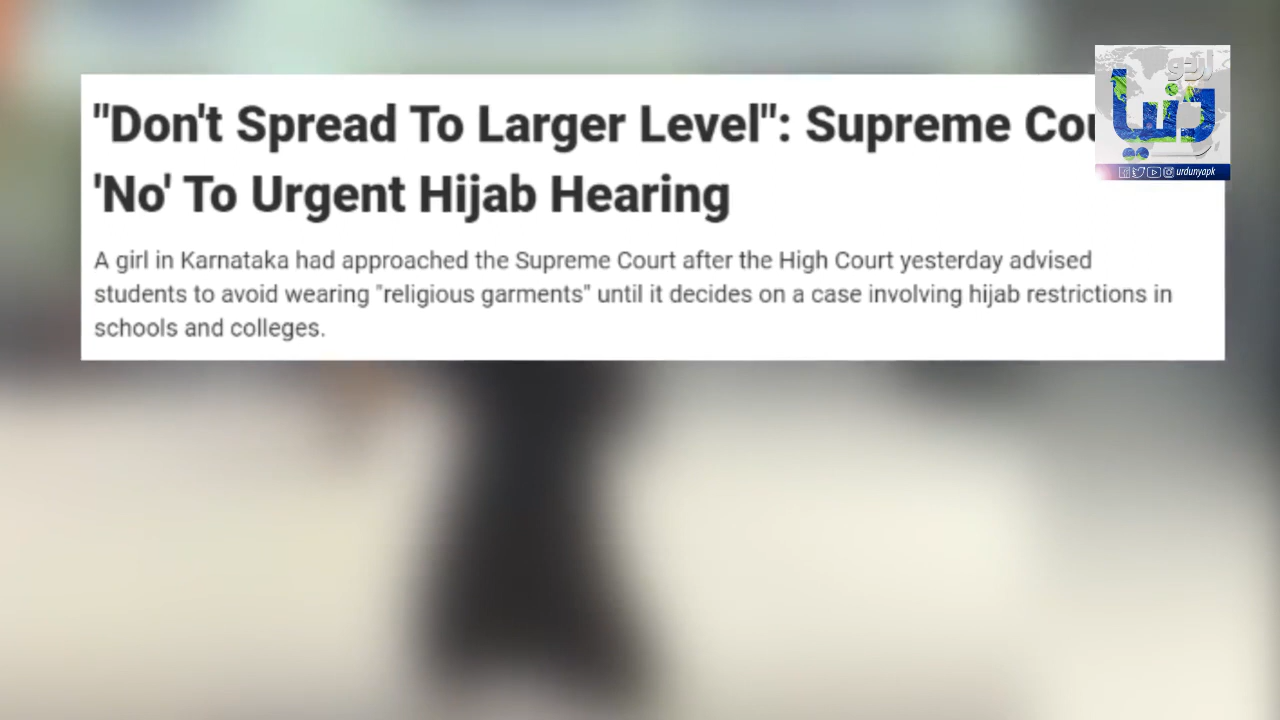 "Don't Spread To Larger Level": Supreme
'No' To Urgent Hijab Hearing
A girl in Karnataka had approached the Supreme Court after the High Court yesterday advised
students to avoid wearing "religious garments" until it decides on a case involving hijab restrictions in
schools and colleges.
اردو
دنیا
urdunyapk